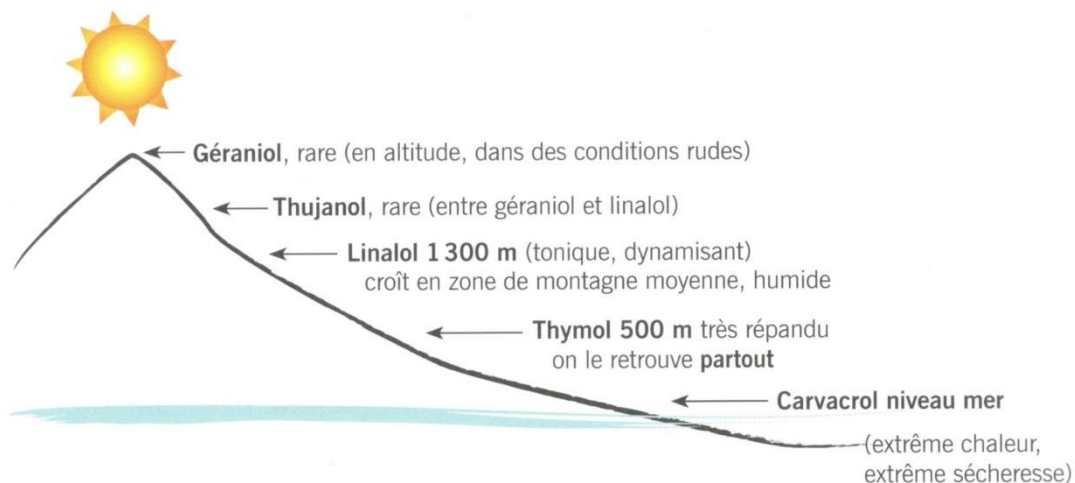 Géraniol, rare (en altitude, dans des conditions rudes)
Thujanol, rare (entre géraniol et linalol)
Linalol 1 300 m (tonique, dynamisant)
croît en zone de montagne moyenne, humide
Thymol 500 m très répandu
on le retrouve partout
Carvacrol niveau mer
(extrême chaleur,
extrême sécheresse)